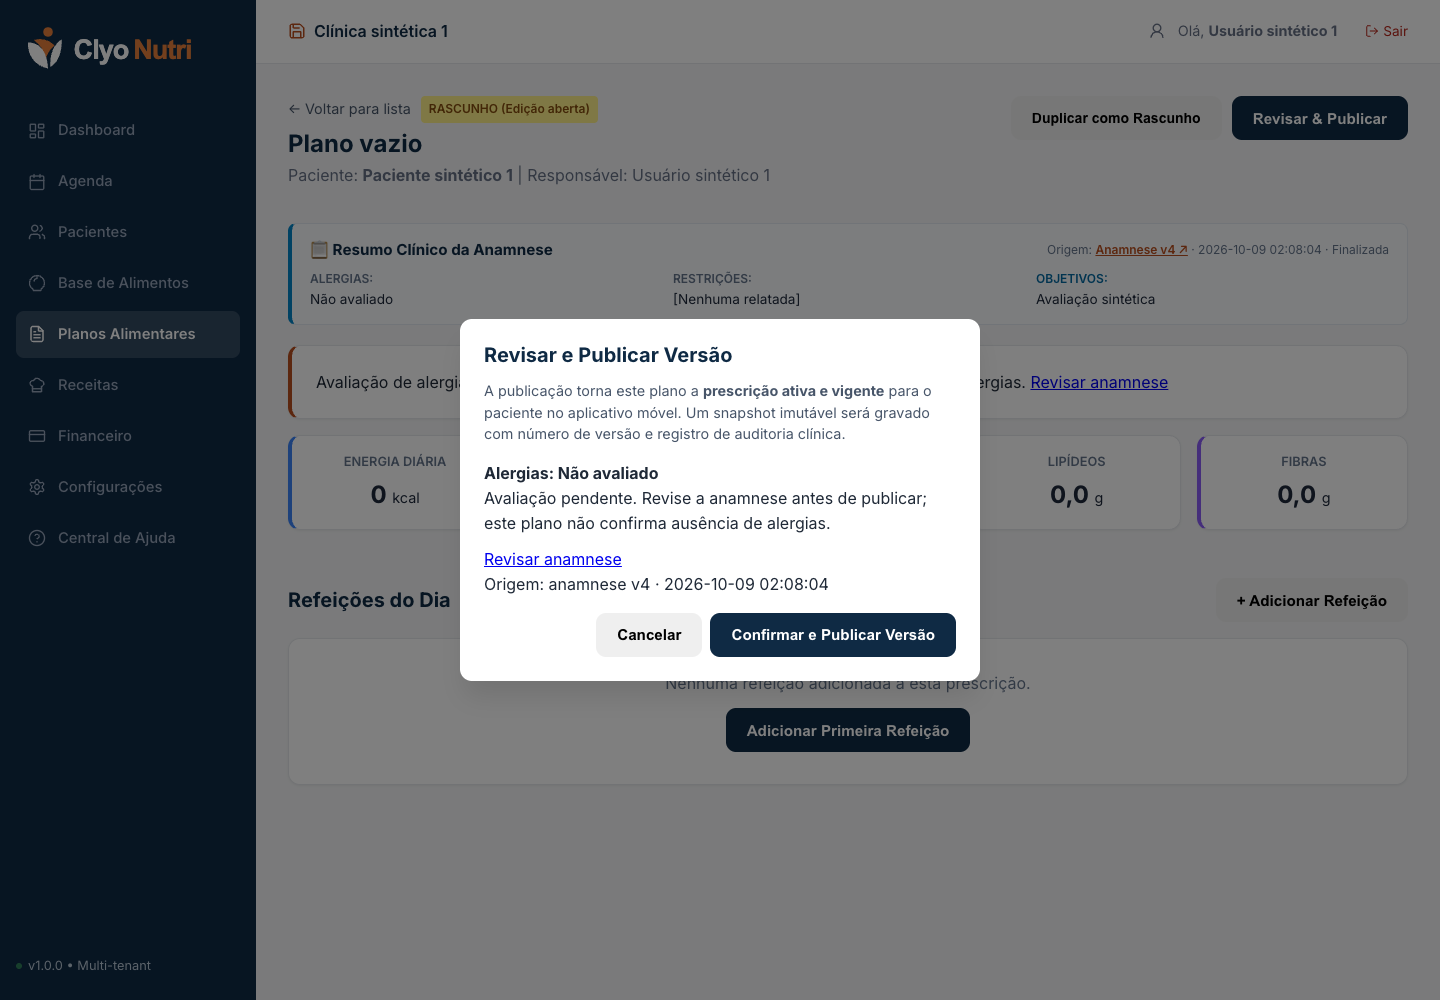 Clyo Nutri
Clínica sintética 1
Olá, Usuário sintético 1
Sair
Dashboard
Agenda
Pacientes
Base de Alimentos
Planos Alimentares
Receitas
Financeiro
Configurações
Central de Ajuda
v1.0.0 • Multi-tenant
← Voltar para lista
RASCUNHO (Edição aberta)
Duplicar como Rascunho
Revisar & Publicar
Plano vazio
Paciente: Paciente sintético 1 | Responsável: Usuário sintético 1
Resumo Clínico da Anamnese
Origem: Anamnese v4 ↗ · 2026-10-09 02:08:04 · Finalizada
ALERGIAS:
Não avaliado
RESTRIÇÕES:
[Nenhuma relatada]
OBJETIVOS:
Avaliação sintética
Avaliação de
Revisar anamnese
ENERGIA DIÁRIA
0 kcal
LIPÍDEOS
0,0 g
FIBRAS
0,0 g
Revisar e Publicar Versão
A publicação torna este plano a prescrição ativa e vigente para o
paciente no aplicativo móvel. Um snapshot imutável será gravado
com número de versão e registro de auditoria clínica.
Alergias: Não avaliado
Avaliação pendente. Revise a anamnese antes de publicar;
este plano não confirma ausência de alergias.
Revisar anamnese
Origem: anamnese v4 · 2026-10-09 02:08:04
Cancelar
Confirmar e Publicar Versão
Refeições do Dia
+ Adicionar Refeição
Nenhuma refeição adicionada a esta prescrição.
Adicionar Primeira Refeição